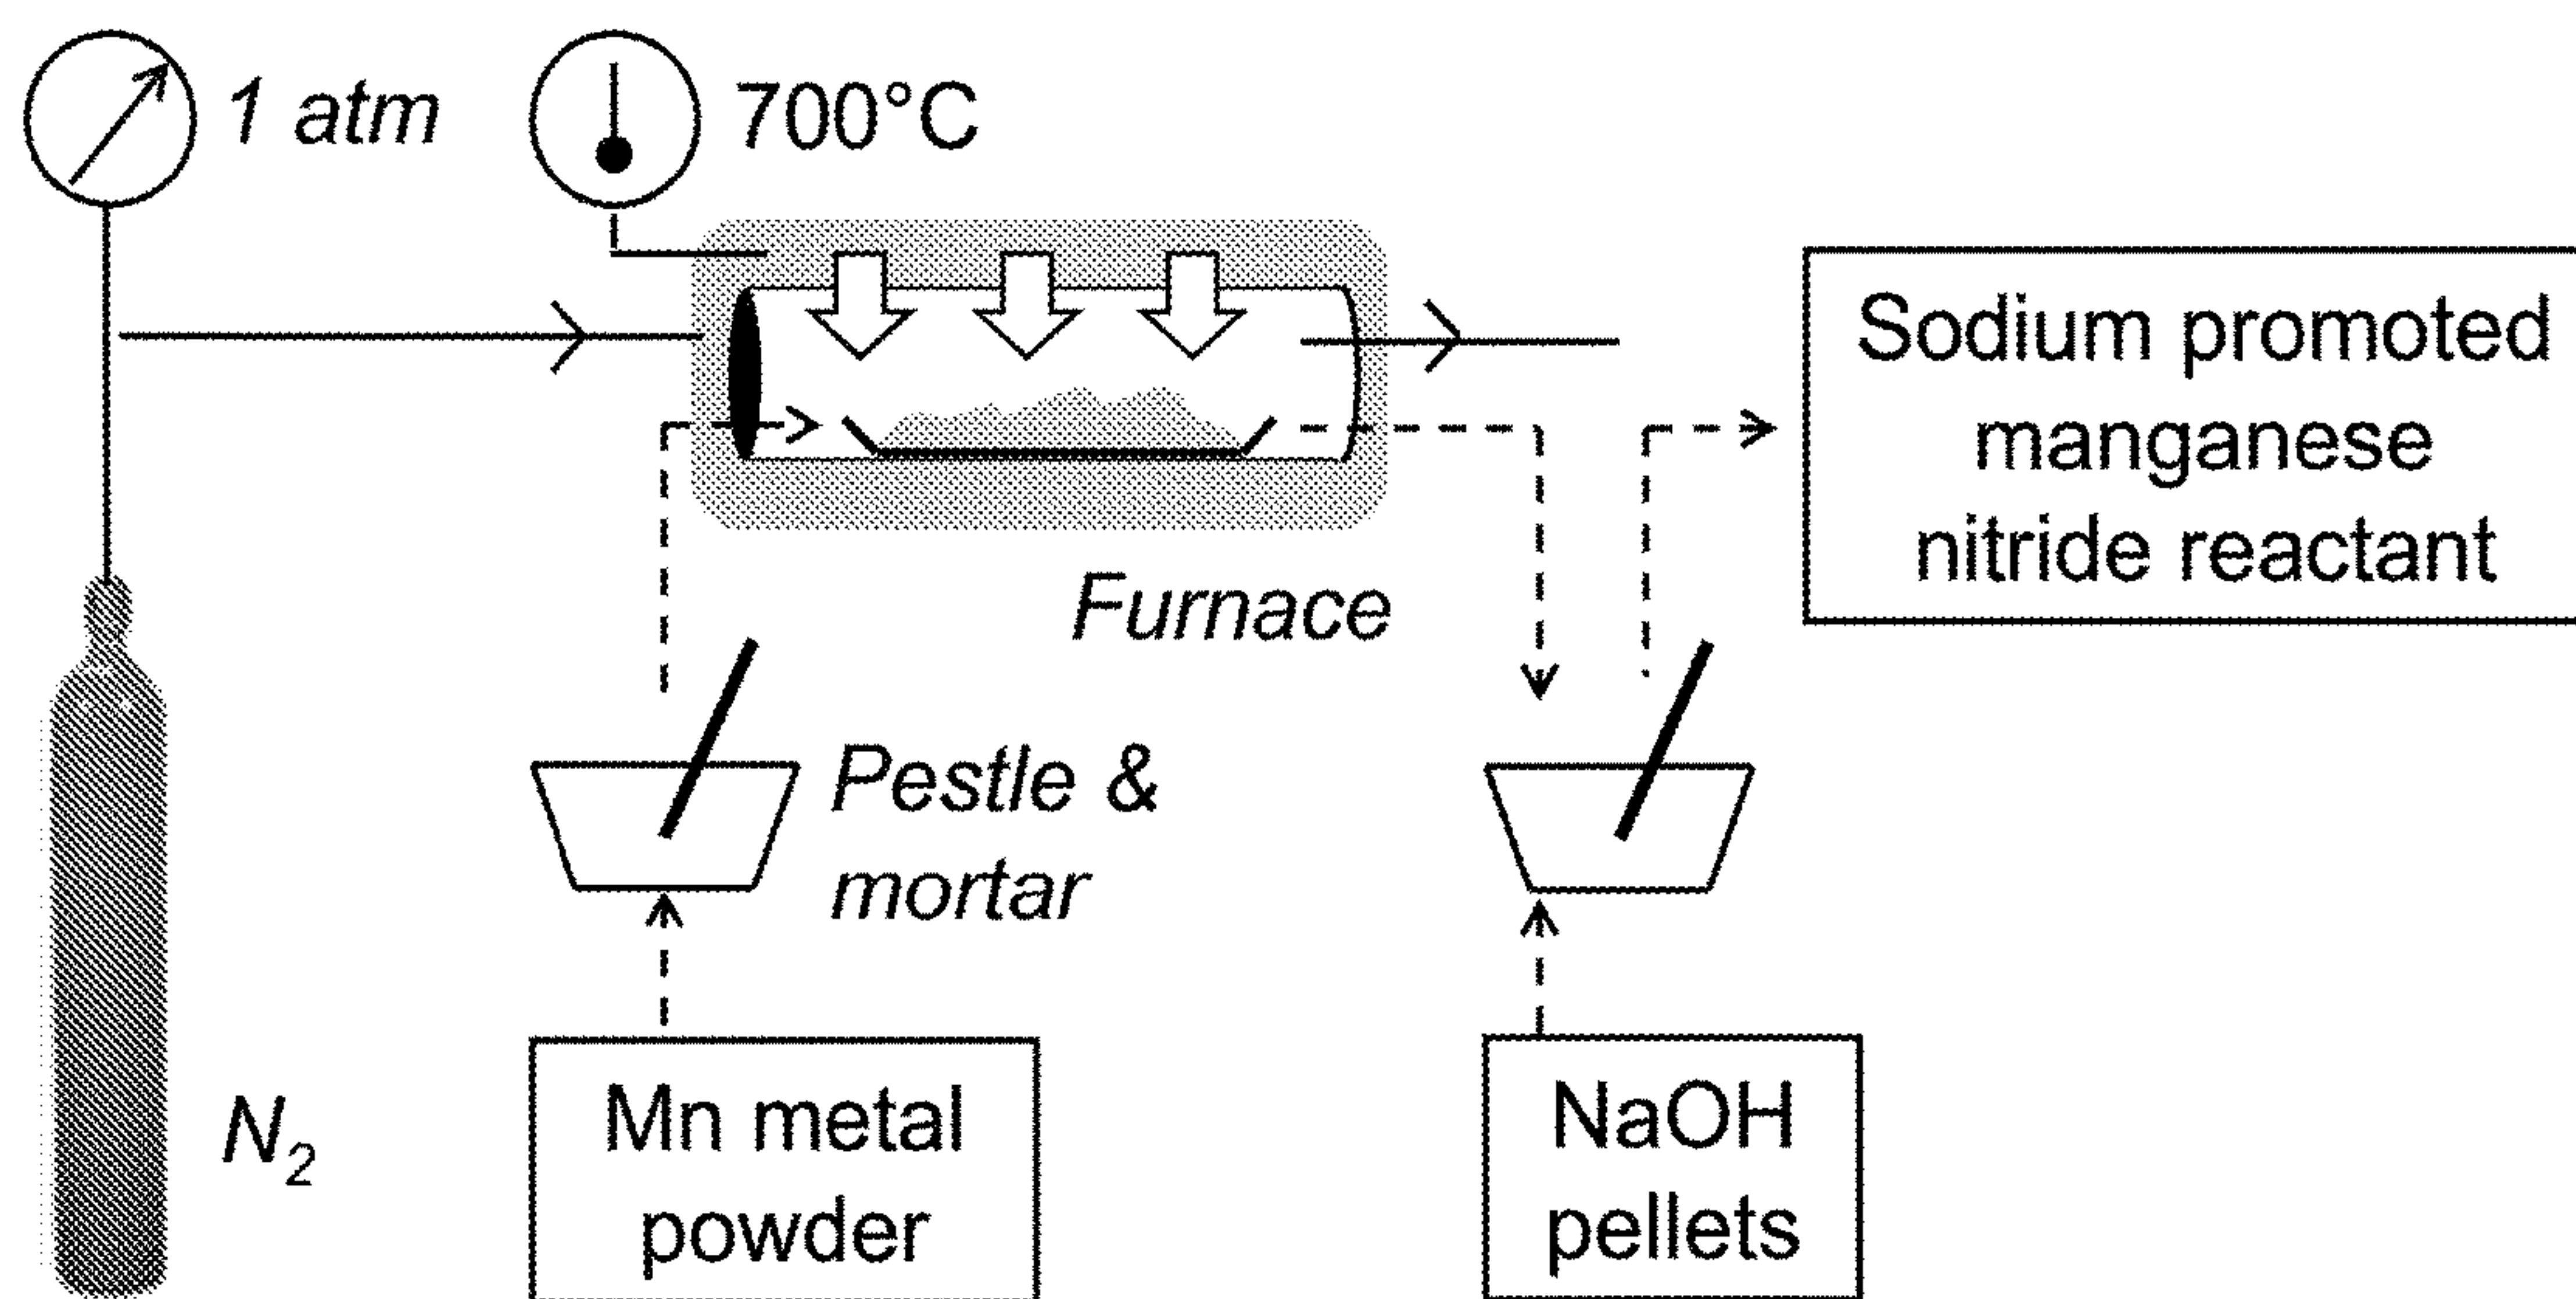 1 atm
700°C
Sodium promoted
manganese
nitride reactant
Furnace
Pestle &
mortar
N₂
Mn metal
powder
NaOH
pellets